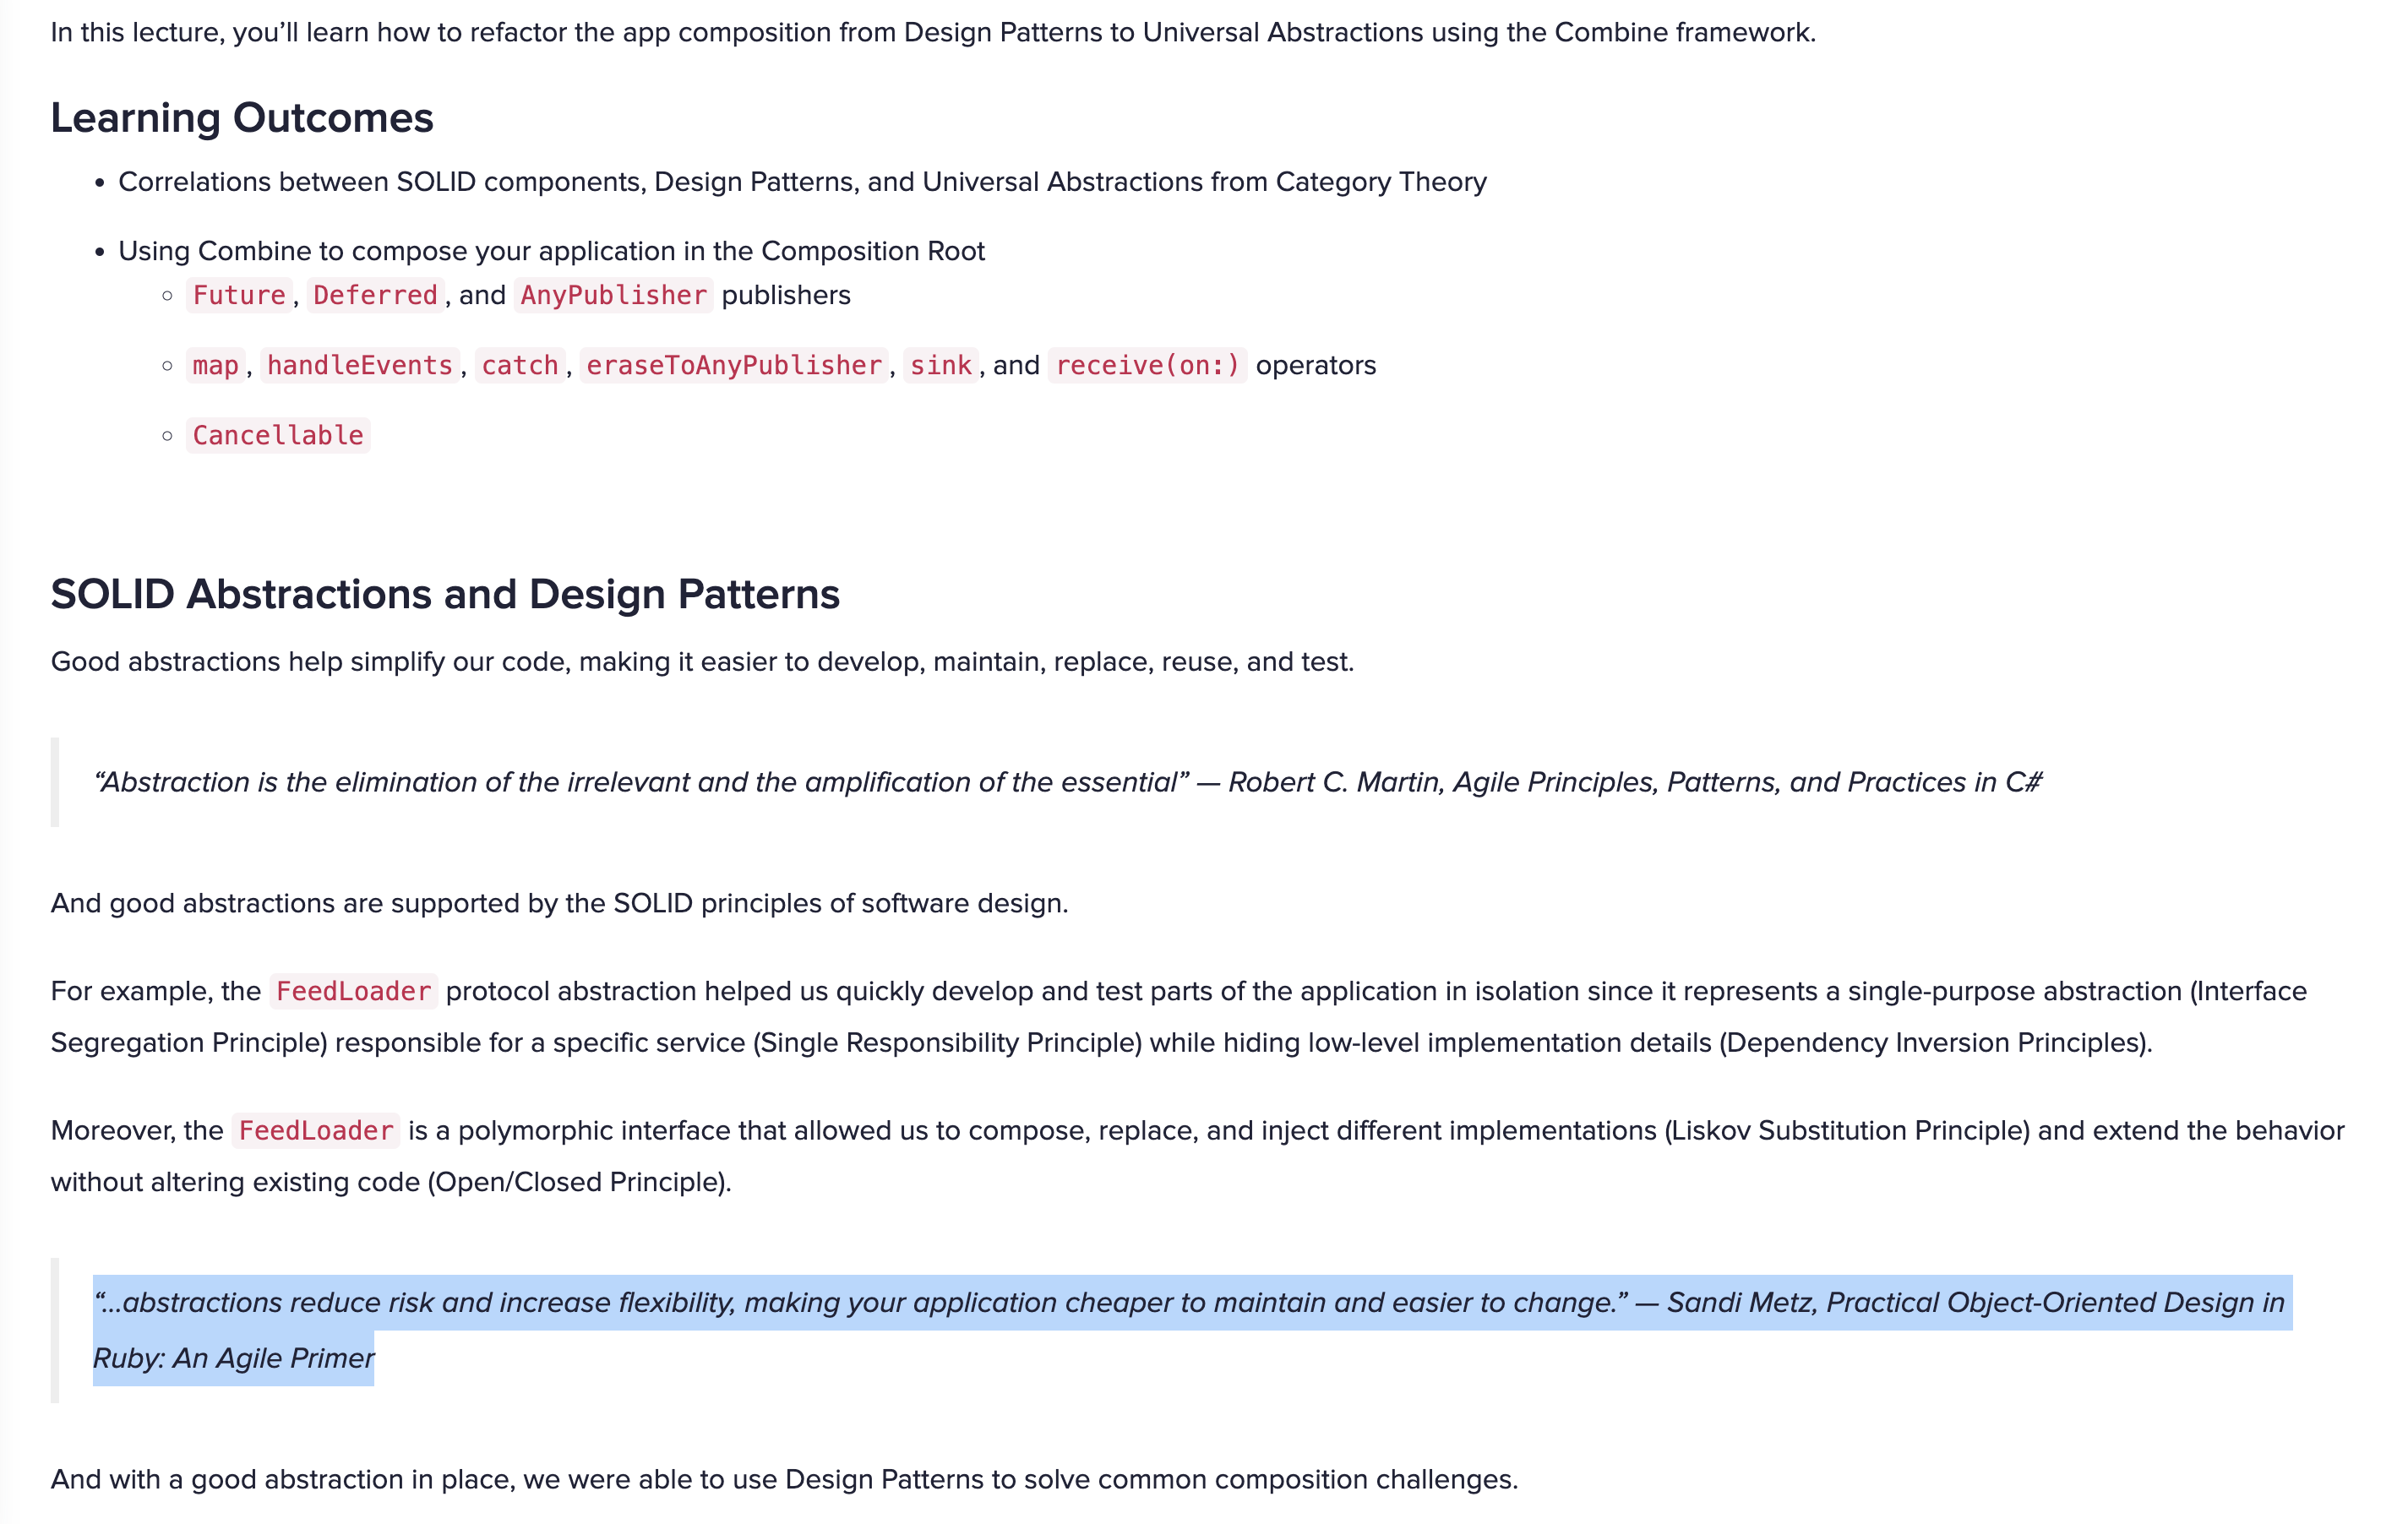 In this lecture, you’ll learn how to refactor the app composition from Design Patterns to Universal Abstractions using the Combine framework.
Learning Outcomes
• Correlations between SOLID components, Design Patterns, and Universal Abstractions from Category Theory
• Using Combine to compose your application in the Composition Root
◦ Future, Deferred, and AnyPublisher publishers
◦ map, handleEvents, catch, eraseToAnyPublisher, sink, and receive(on:) operators
◦ Cancellable
SOLID Abstractions and Design Patterns
Good abstractions help simplify our code, making it easier to develop, maintain, replace, reuse, and test.
“Abstraction is the elimination of the irrelevant and the amplification of the essential” — Robert C. Martin, Agile Principles, Patterns, and Practices in C#
And good abstractions are supported by the SOLID principles of software design.
For example, the FeedLoader protocol abstraction helped us quickly develop and test parts of the application in isolation since it represents a single-purpose abstraction (Interface
Segregation Principle) responsible for a specific service (Single Responsibility Principle) while hiding low-level implementation details (Dependency Inversion Principles).
Moreover, the FeedLoader is a polymorphic interface that allowed us to compose, replace, and inject different implementations (Liskov Substitution Principle) and extend the behavior
without altering existing code (Open/Closed Principle).
“…abstractions reduce risk and increase flexibility, making your application cheaper to maintain and easier to change.” — Sandi Metz, Practical Object-Oriented Design in
Ruby: An Agile Primer
And with a good abstraction in place, we were able to use Design Patterns to solve common composition challenges.